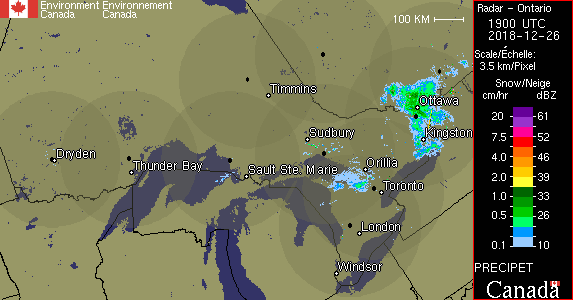 Environment Environnement
Canada Canada
100 KM
Timmins
Ottawa
Sudbury
Kingston
Dryden
Thunder Bay
Sault Ste. Marie
Orillia
Toronto
London
Windsor
Radar - Ontario
1900 UTC
2018-12-26
Scale/Échelle:
3.5 km/Pixel
Snow/Neige
cm/hr dBZ
20 61
7.5 52
4.0 46
2.0 39
1.0 33
0.5 26
0.1 10
PRECIPET
Canada